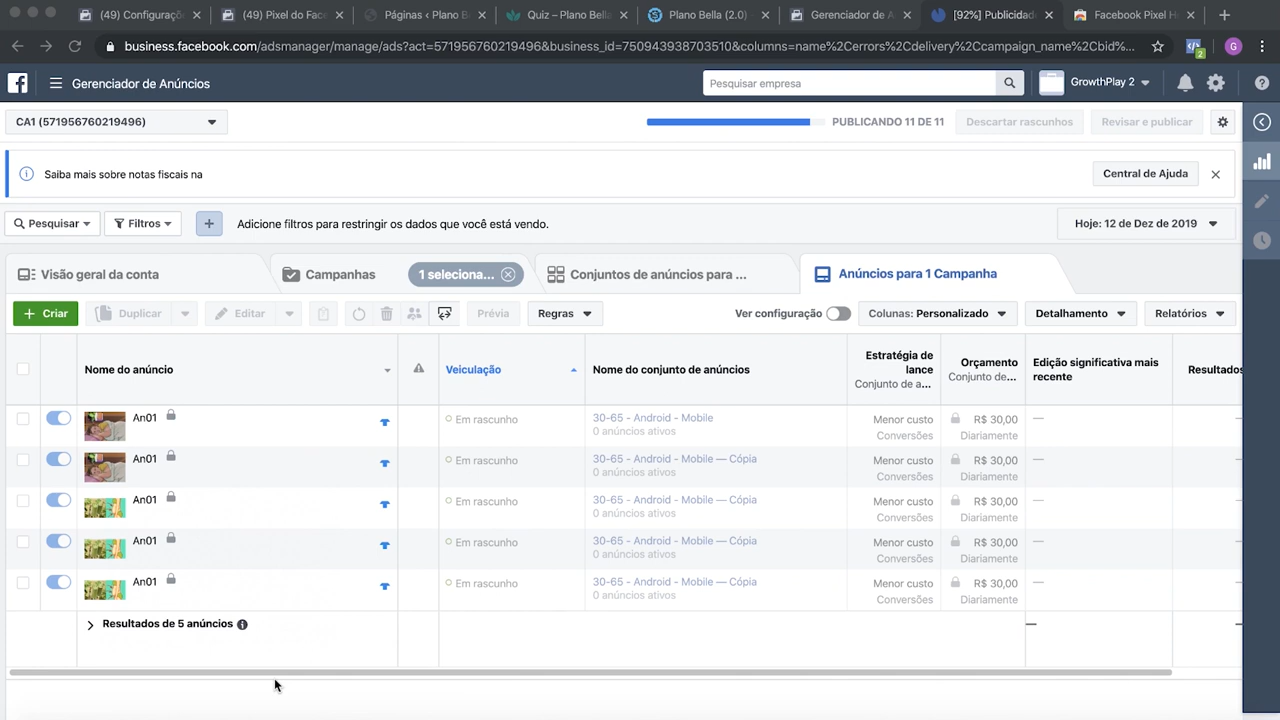 (49) Configuraçõ
(49) Pixel do Face
Páginas ‹ Plano B
Quiz – Plano Bella
Plano Bella (2.0) –
Gerenciador de A
[92%] Publicidad
Facebook Pixel He
business.facebook.com/adsmanager/manage/ads?act=571956760219496&business_id=750943938703510&columns=name%2Cerrors%2Cdelivery%2Ccampaign_name%2Cbid%...
2
G
Gerenciador de Anúncios
Pesquisar empresa
GrowthPlay 2
CA1 (571956760219496)
PUBLICANDO 11 DE 11
Descartar rascunhos
Revisar e publicar
Saiba mais sobre notas fiscais na
Central de Ajuda
Pesquisar
Filtros
Adicione filtros para restringir os dados que você está vendo.
Hoje: 12 de Dez de 2019
Visão geral da conta
Campanhas
1 seleciona...
Conjuntos de anúncios para ...
Anúncios para 1 Campanha
Criar
Duplicar
Editar
Prévia
Regras
Ver configuração
Colunas: Personalizado
Detalhamento
Relatórios
Nome do anúncio
Veiculação
Nome do conjunto de anúncios
Estratégia de lance
Conjunto de a...
Orçamento
Conjunto de...
Edição significativa mais recente
Resultados
An01
Em rascunho
30-65 - Android - Mobile
0 anúncios ativos
Menor custo
Conversões
R$ 30,00
Diariamente
—
An01
Em rascunho
30-65 - Android - Mobile — Cópia
0 anúncios ativos
Menor custo
Conversões
R$ 30,00
Diariamente
—
An01
Em rascunho
30-65 - Android - Mobile — Cópia
0 anúncios ativos
Menor custo
Conversões
R$ 30,00
Diariamente
—
An01
Em rascunho
30-65 - Android - Mobile — Cópia
0 anúncios ativos
Menor custo
Conversões
R$ 30,00
Diariamente
—
An01
Em rascunho
30-65 - Android - Mobile — Cópia
0 anúncios ativos
Menor custo
Conversões
R$ 30,00
Diariamente
—
Resultados de 5 anúncios
—